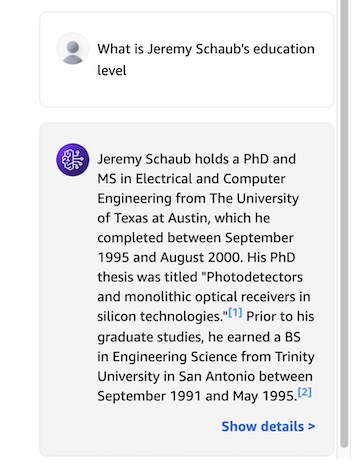 What is Jeremy Schaub's education
level
Jeremy Schaub holds a PhD and
MS in Electrical and Computer
Engineering from The University
of Texas at Austin, which he
completed between September
1995 and August 2000. His PhD
thesis was titled "Photodetectors
and monolithic optical receivers in
silicon technologies."[1] Prior to his
graduate studies, he earned a BS
in Engineering Science from Trinity
University in San Antonio between
September 1991 and May 1995.[2]
Show details >